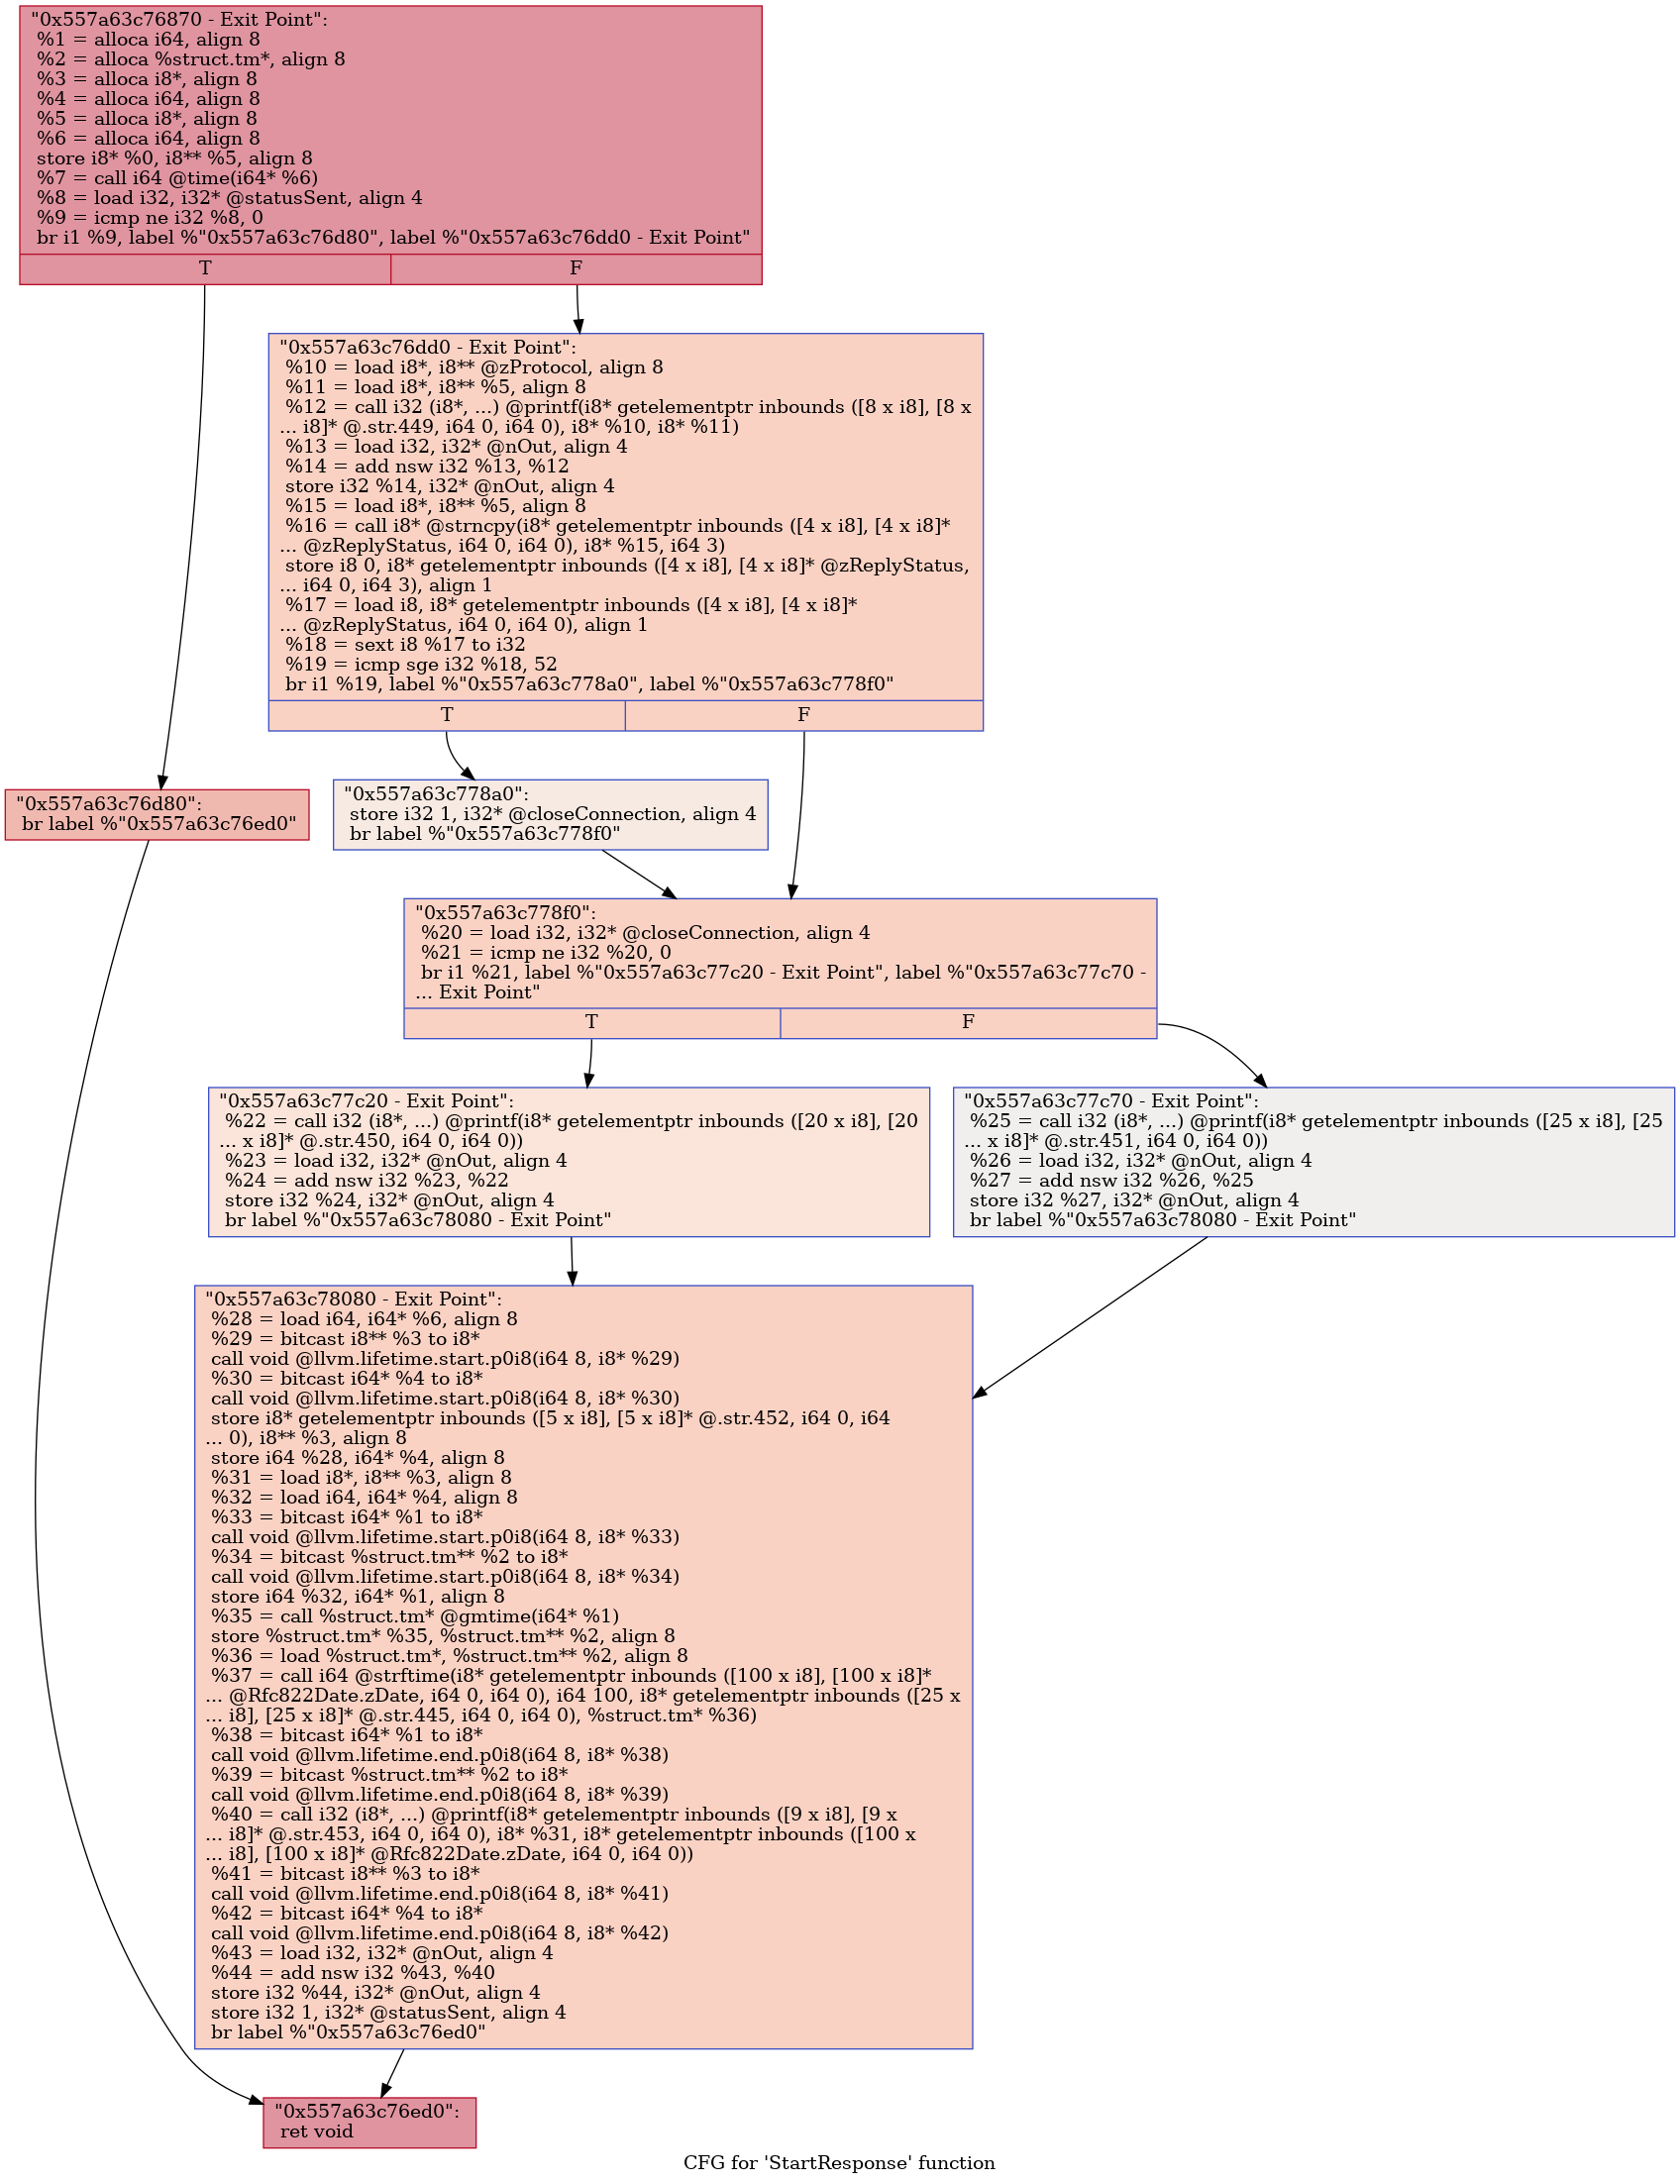 "0x557a63c76870 - Exit Point":
%1 = alloca i64, align 8
%2 = alloca %struct.tm*, align 8
%3 = alloca i8*, align 8
%4 = alloca i64, align 8
%5 = alloca i8*, align 8
%6 = alloca i64, align 8
store i8* %0, i8** %5, align 8
%7 = call i64 @time(i64* %6)
%8 = load i32, i32* @statusSent, align 4
%9 = icmp ne i32 %8, 0
br i1 %9, label %"0x557a63c76d80", label %"0x557a63c76dd0 - Exit Point"
T F
"0x557a63c76dd0 - Exit Point":
%10 = load i8*, i8** @zProtocol, align 8
%11 = load i8*, i8** %5, align 8
%12 = call i32 (i8*, ...) @printf(i8* getelementptr inbounds ([8 x i8], [8 x
... i8]* @.str.449, i64 0, i64 0), i8* %10, i8* %11)
%13 = load i32, i32* @nOut, align 4
%14 = add nsw i32 %13, %12
store i32 %14, i32* @nOut, align 4
%15 = load i8*, i8** %5, align 8
%16 = call i8* @strncpy(i8* getelementptr inbounds ([4 x i8], [4 x i8]*
... @zReplyStatus, i64 0, i64 0), i8* %15, i64 3)
store i8 0, i8* getelementptr inbounds ([4 x i8], [4 x i8]* @zReplyStatus,
... i64 0, i64 3), align 1
%17 = load i8, i8* getelementptr inbounds ([4 x i8], [4 x i8]*
... @zReplyStatus, i64 0, i64 0), align 1
%18 = sext i8 %17 to i32
%19 = icmp sge i32 %18, 52
br i1 %19, label %"0x557a63c778a0", label %"0x557a63c778f0"
T F
"0x557a63c76d80":
br label %"0x557a63c76ed0"
"0x557a63c778a0":
store i32 1, i32* @closeConnection, align 4
br label %"0x557a63c778f0"
"0x557a63c778f0":
%20 = load i32, i32* @closeConnection, align 4
%21 = icmp ne i32 %20, 0
br i1 %21, label %"0x557a63c77c20 - Exit Point", label %"0x557a63c77c70 -
... Exit Point"
T F
"0x557a63c77c20 - Exit Point":
%22 = call i32 (i8*, ...) @printf(i8* getelementptr inbounds ([20 x i8], [20
... x i8]* @.str.450, i64 0, i64 0))
%23 = load i32, i32* @nOut, align 4
%24 = add nsw i32 %23, %22
store i32 %24, i32* @nOut, align 4
br label %"0x557a63c78080 - Exit Point"
"0x557a63c77c70 - Exit Point":
%25 = call i32 (i8*, ...) @printf(i8* getelementptr inbounds ([25 x i8], [25
... x i8]* @.str.451, i64 0, i64 0))
%26 = load i32, i32* @nOut, align 4
%27 = add nsw i32 %26, %25
store i32 %27, i32* @nOut, align 4
br label %"0x557a63c78080 - Exit Point"
"0x557a63c78080 - Exit Point":
%28 = load i64, i64* %6, align 8
%29 = bitcast i8** %3 to i8*
call void @llvm.lifetime.start.p0i8(i64 8, i8* %29)
%30 = bitcast i64* %4 to i8*
call void @llvm.lifetime.start.p0i8(i64 8, i8* %30)
store i8* getelementptr inbounds ([5 x i8], [5 x i8]* @.str.452, i64 0, i64
... 0), i8** %3, align 8
store i64 %28, i64* %4, align 8
%31 = load i8*, i8** %3, align 8
%32 = load i64, i64* %4, align 8
%33 = bitcast i64* %1 to i8*
call void @llvm.lifetime.start.p0i8(i64 8, i8* %33)
%34 = bitcast %struct.tm** %2 to i8*
call void @llvm.lifetime.start.p0i8(i64 8, i8* %34)
store i64 %32, i64* %1, align 8
%35 = call %struct.tm* @gmtime(i64* %1)
store %struct.tm* %35, %struct.tm** %2, align 8
%36 = load %struct.tm*, %struct.tm** %2, align 8
%37 = call i64 @strftime(i8* getelementptr inbounds ([100 x i8], [100 x i8]*
... @Rfc822Date.zDate, i64 0, i64 0), i64 100, i8* getelementptr inbounds ([25 x
... i8], [25 x i8]* @.str.445, i64 0, i64 0), %struct.tm* %36)
%38 = bitcast i64* %1 to i8*
call void @llvm.lifetime.end.p0i8(i64 8, i8* %38)
%39 = bitcast %struct.tm** %2 to i8*
call void @llvm.lifetime.end.p0i8(i64 8, i8* %39)
%40 = call i32 (i8*, ...) @printf(i8* getelementptr inbounds ([9 x i8], [9 x
... i8]* @.str.453, i64 0, i64 0), i8* %31, i8* getelementptr inbounds ([100 x
... i8], [100 x i8]* @Rfc822Date.zDate, i64 0, i64 0))
%41 = bitcast i8** %3 to i8*
call void @llvm.lifetime.end.p0i8(i64 8, i8* %41)
%42 = bitcast i64* %4 to i8*
call void @llvm.lifetime.end.p0i8(i64 8, i8* %42)
%43 = load i32, i32* @nOut, align 4
%44 = add nsw i32 %43, %40
store i32 %44, i32* @nOut, align 4
store i32 1, i32* @statusSent, align 4
br label %"0x557a63c76ed0"
"0x557a63c76ed0":
ret void
CFG for 'StartResponse' function